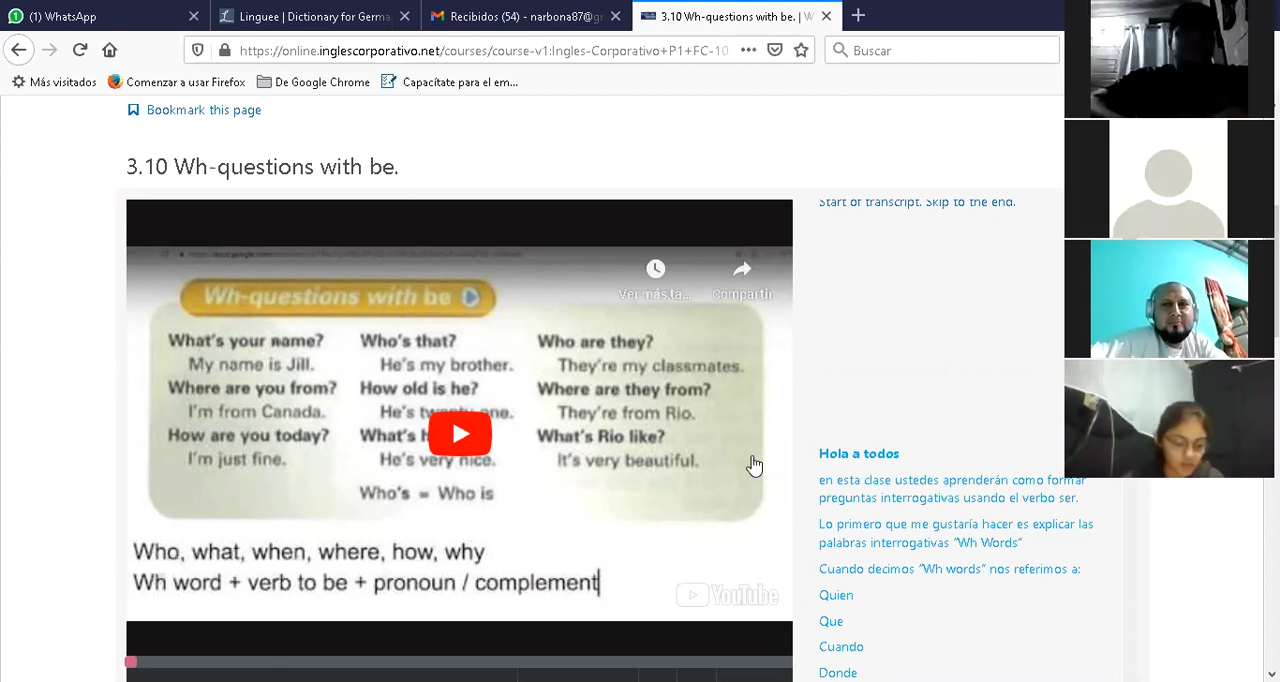 (1) WhatsApp
Linguee | Dictionary for Germa
Recibidos (54) - narbona87@g
3.10 Wh-questions with be. | W
https://online.inglescorporativo.net/courses/course-v1:Ingles-Corporativo+P1+FC-10
Buscar
Más visitados
Comenzar a usar Firefox
De Google Chrome
Capacítate para el em...
Bookmark this page
3.10 Wh-questions with be.
Start of transcript. Skip to the end.
Ver más ta...
Compartir
Wh-questions with be
What's your name?
My name is Jill.
Where are you from?
I'm from Canada.
How are you today?
I'm just fine.
Who's that?
He's my brother.
How old is he?
He's twenty-one.
What's
He's very nice.
Who's = Who is
Who are they?
They're my classmates.
Where are they from?
They're from Rio.
What's Rio like?
It's very beautiful.
Who, what, when, where, how, why
Wh word + verb to be + pronoun / complement
YouTube
Hola a todos
en esta clase ustedes aprenderán como formar
preguntas interrogativas usando el verbo ser.
Lo primero que me gustaría hacer es explicar las
palabras interrogativas “Wh Words”
Cuando decimos “Wh words” nos referimos a:
Quien
Que
Cuando
Donde